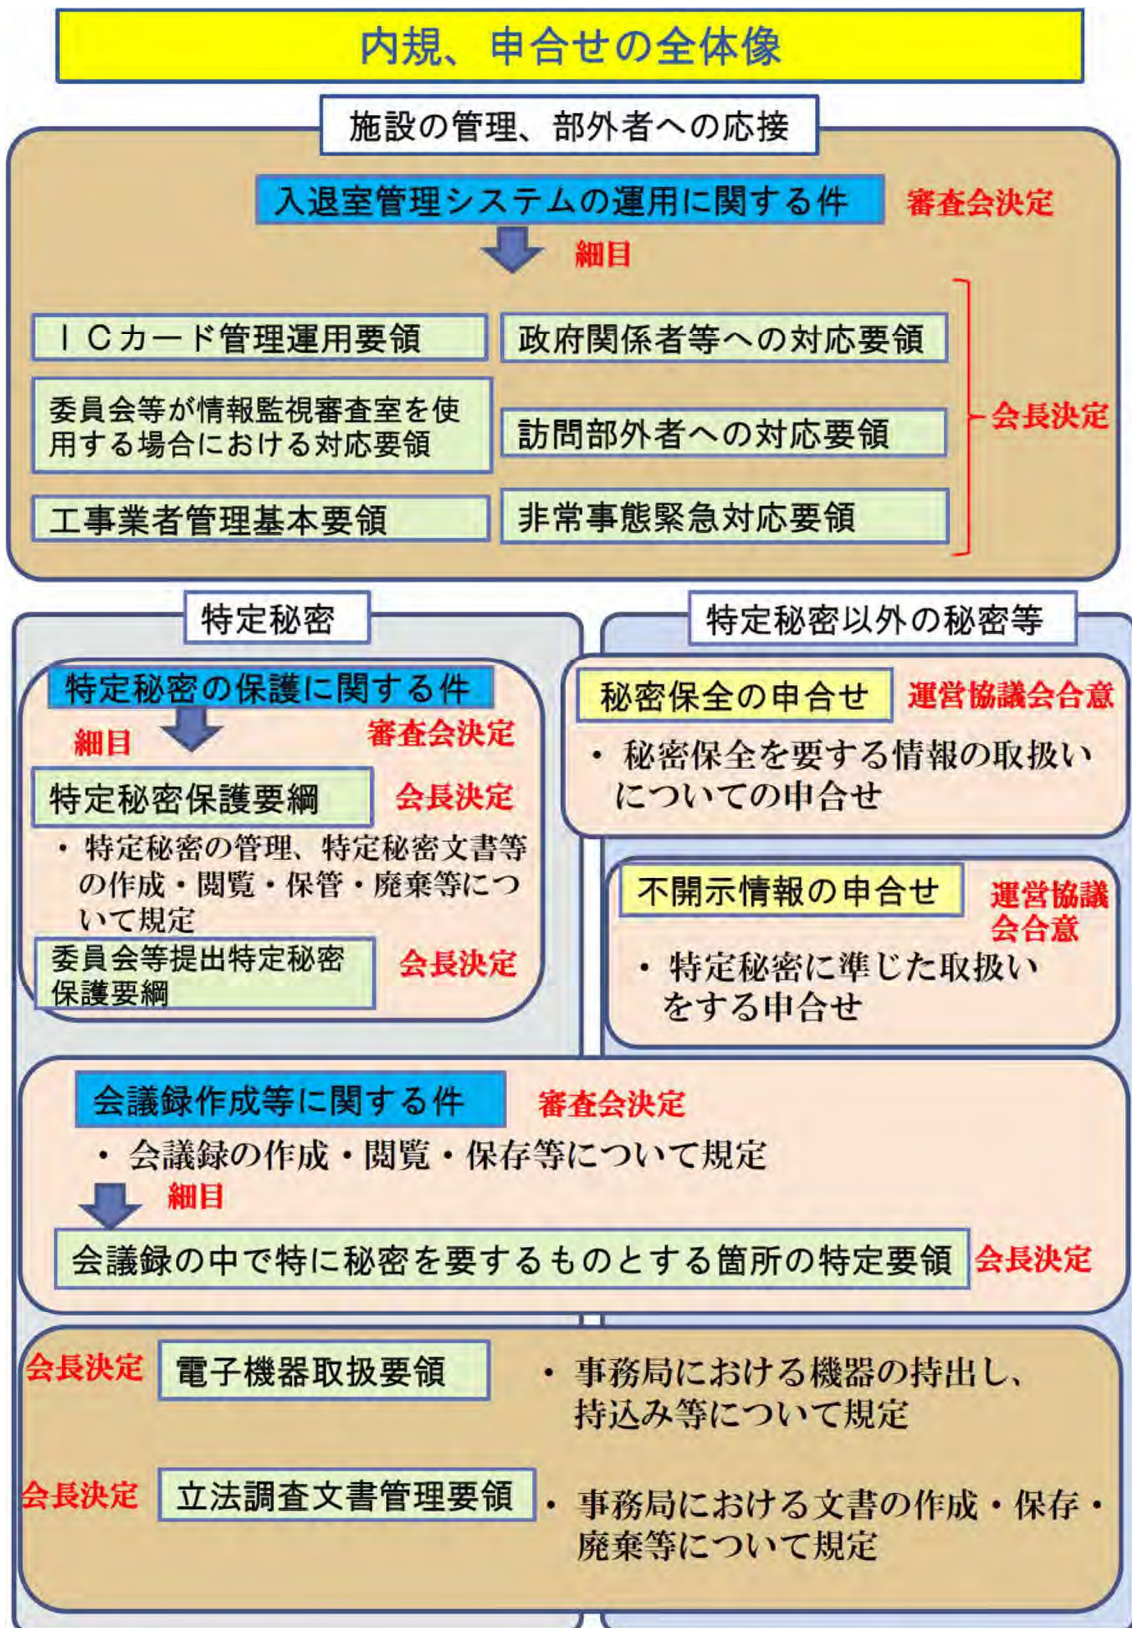 内規、申合せの全体像
施設の管理、部外者への応接
入退室管理システムの運用に関する件
審査会決定
細目
ＩＣカード管理運用要領
政府関係者等への対応要領
委員会等が情報監視審査室を使
用する場合における対応要領
訪問部外者への対応要領
会長決定
工事業者管理基本要領
非常事態緊急対応要領
特定秘密
特定秘密の保護に関する件
細目
審査会決定
特定秘密保護要綱
会長決定
・特定秘密の管理、特定秘密文書等
の作成・閲覧・保管・廃棄等につ
いて規定
委員会等提出特定秘密
保護要綱
会長決定
特定秘密以外の秘密等
秘密保全の申合せ
運営協議会合意
・秘密保全を要する情報の取扱い
についての申合せ
不開示情報の申合せ
運営協議
会合意
・特定秘密に準じた取扱い
をする申合せ
会議録作成等に関する件
審査会決定
・会議録の作成・閲覧・保存等について規定
細目
会議録の中で特に秘密を要するものとする箇所の特定要領
会長決定
会長決定
電子機器取扱要領
・事務局における機器の持出し、
持込み等について規定
会長決定
立法調査文書管理要領
・事務局における文書の作成・保存・
廃棄等について規定